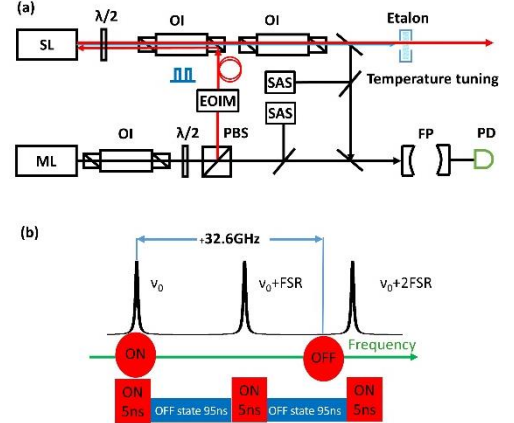 (a)
SL
λ/2
OI
OI
Etalon
EOIM
SAS
Temperature tuning
SAS
ML
OI
λ/2
PBS
FP
PD
(b)
+32.6GHz
ν₀
ν₀+FSR
ν₀+2FSR
ON
OFF
Frequency
ON
5ns
OFF state 95ns
ON
5ns
OFF state 95ns
ON
5ns